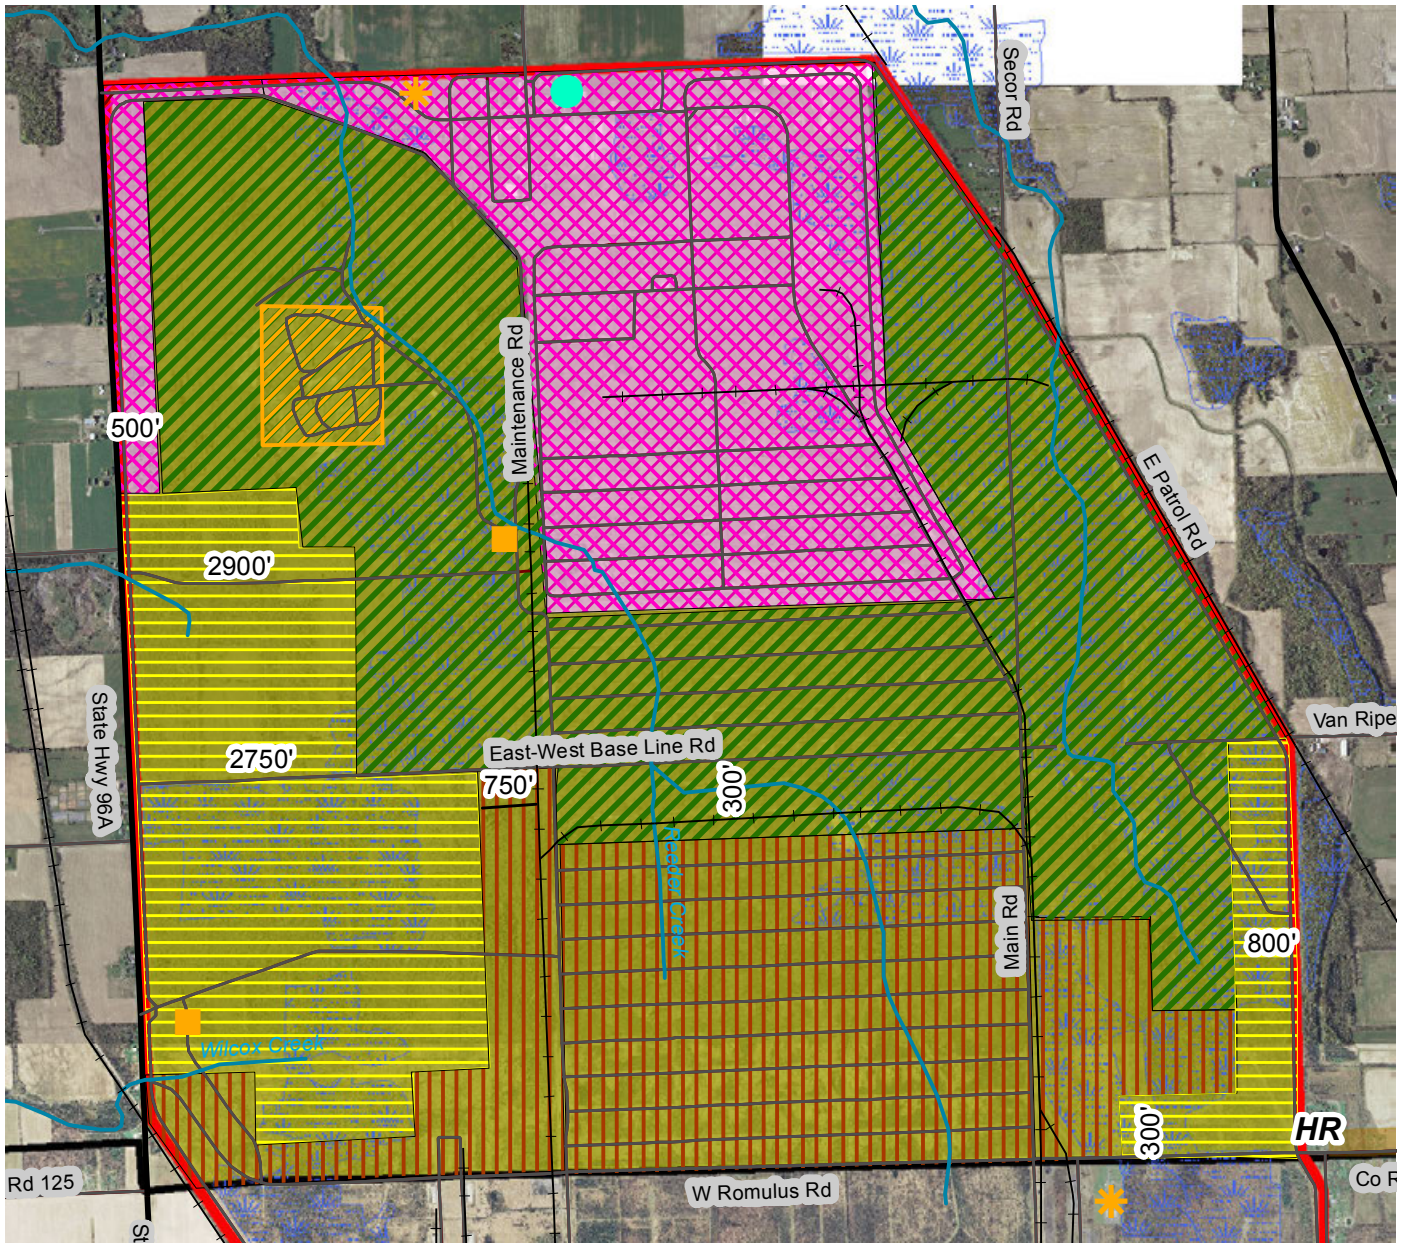 Secor Rd
Maintenance Rd
500'
E Patrol Rd
2900'
Van Ripe
State Hwy 96A
2750'
East-West Base Line Rd
750'
300'
Reeder Creek
Main Rd
800'
Wilcox Creek
300'
HR
Rd 125
W Romulus Rd
Co R
St